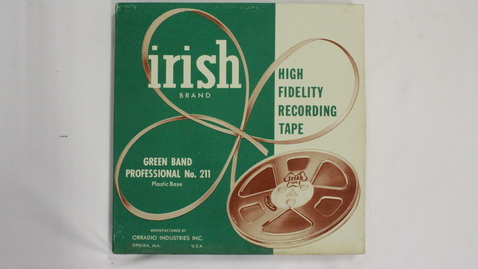 irish
BRAND
HIGH
FIDELITY
RECORDING
TAPE
GREEN BAND
PROFESSIONAL No. 211
Plastic Base
irish
MANUFACTURED BY
ORRADIO INDUSTRIES INC.
OPELIKA, ALA. U.S.A.